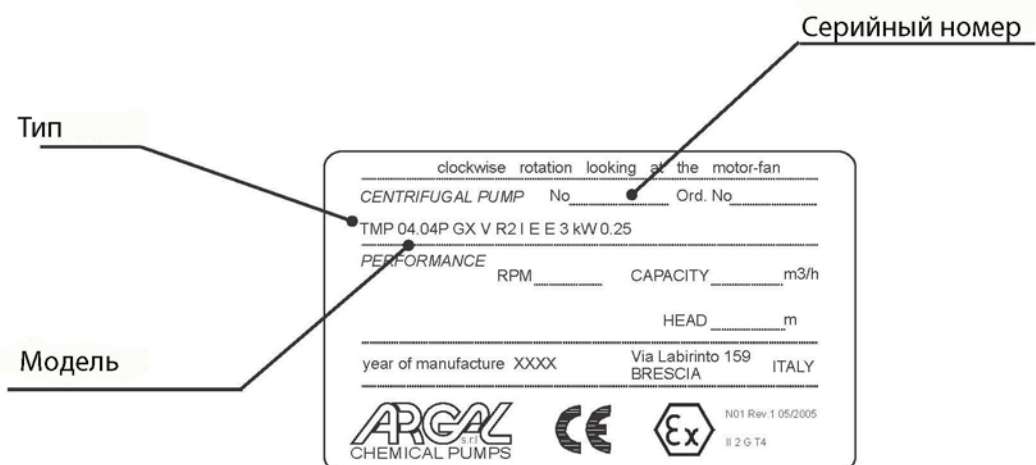 Серийный номер
Тип
clockwise rotation looking at the motor-fan
CENTRIFUGAL PUMP No Ord. No
TMP 04.04P GX V R2 I E E 3 kW 0.25
PERFORMANCE
RPM CAPACITY m3/h
HEAD m
Модель
year of manufacture XXXX Via Labirinto 159
BRESCIA ITALY
ARGAL s.r.l
CHEMICAL PUMPS
CE
Ex
N01 Rev.1 05/2005
II 2 G T4